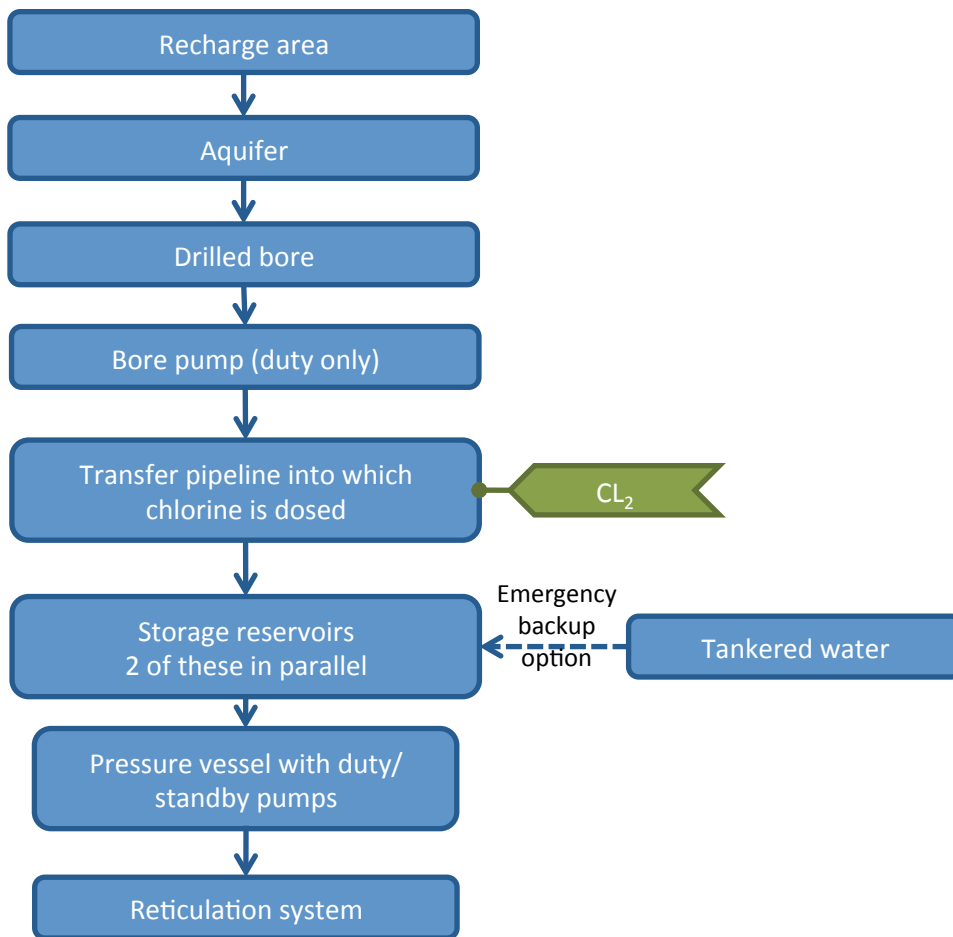 Recharge area
Aquifer
Drilled bore
Bore pump (duty only)
Transfer pipeline into which
chlorine is dosed
CL₂
Storage reservoirs
2 of these in parallel
Emergency
backup
option
Tankered water
Pressure vessel with duty/
standby pumps
Reticulation system